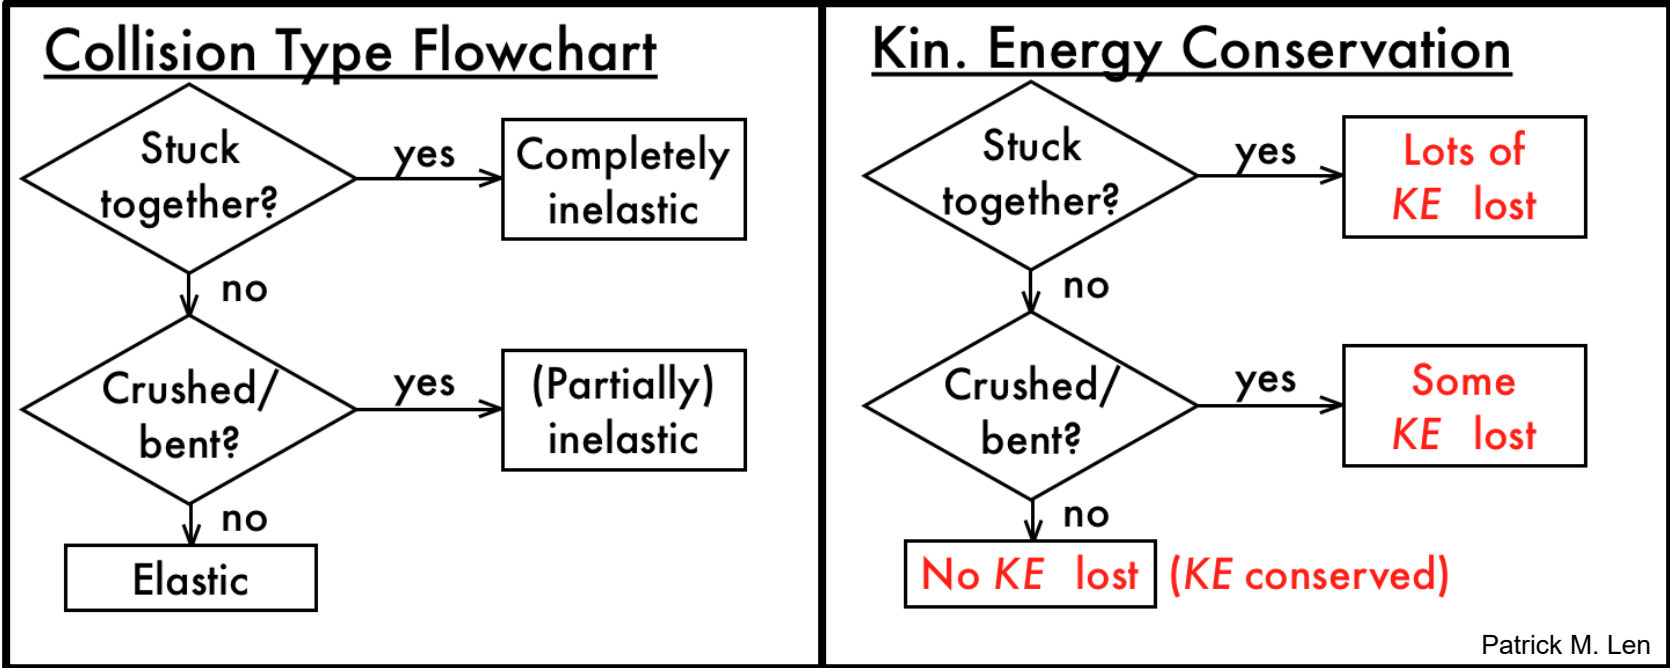 Collision Type Flowchart
Stuck
together?
yes
Completely
inelastic
no
Crushed/
bent?
yes
(Partially)
inelastic
no
Elastic
Kin. Energy Conservation
Stuck
together?
yes
Lots of
KE lost
no
Crushed/
bent?
yes
Some
KE lost
no
No KE lost (KE conserved)
Patrick M. Len